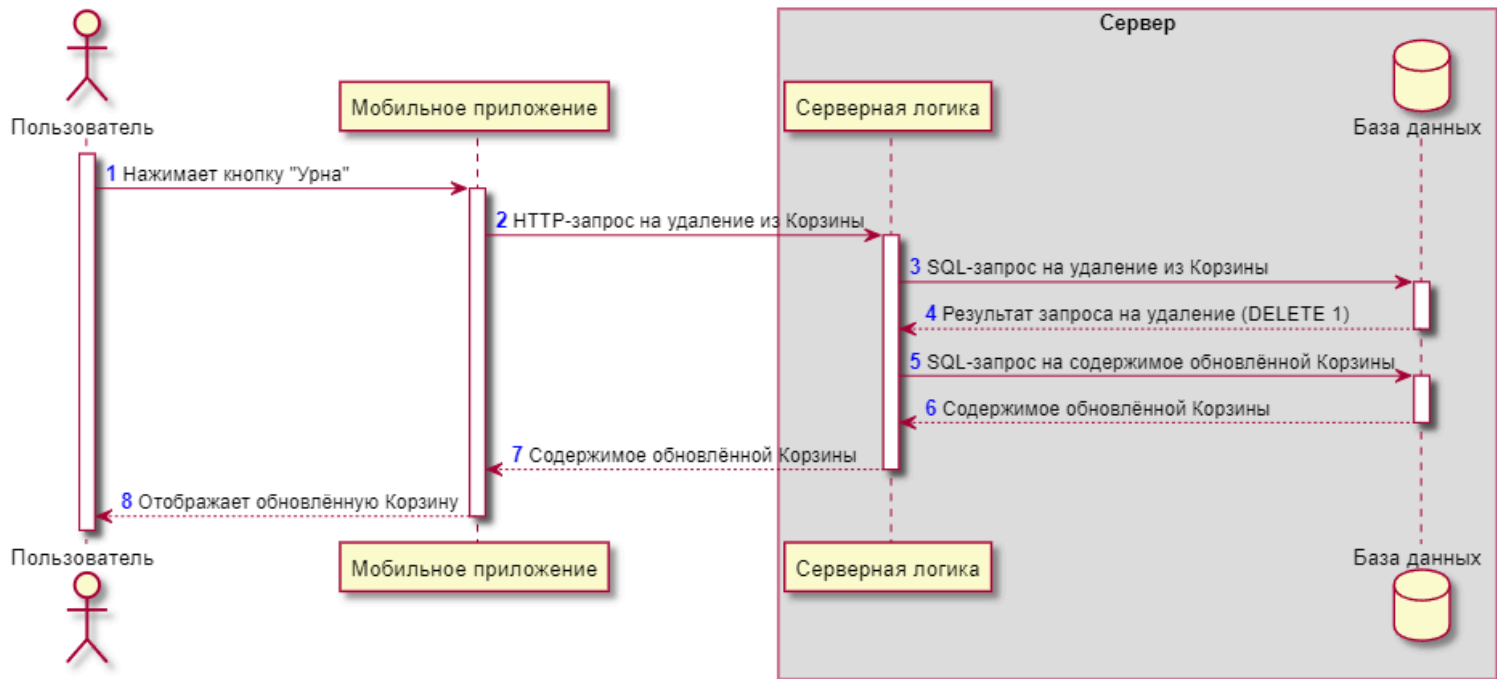 Сервер
Пользователь
Мобильное приложение
Серверная логика
База данных
1 Нажимает кнопку "Урна"
2 HTTP-запрос на удаление из Корзины
3 SQL-запрос на удаление из Корзины
4 Результат запроса на удаление (DELETE 1)
5 SQL-запрос на содержимое обновлённой Корзины
6 Содержимое обновлённой Корзины
7 Содержимое обновлённой Корзины
8 Отображает обновлённую Корзину
Пользователь
Мобильное приложение
Серверная логика
База данных